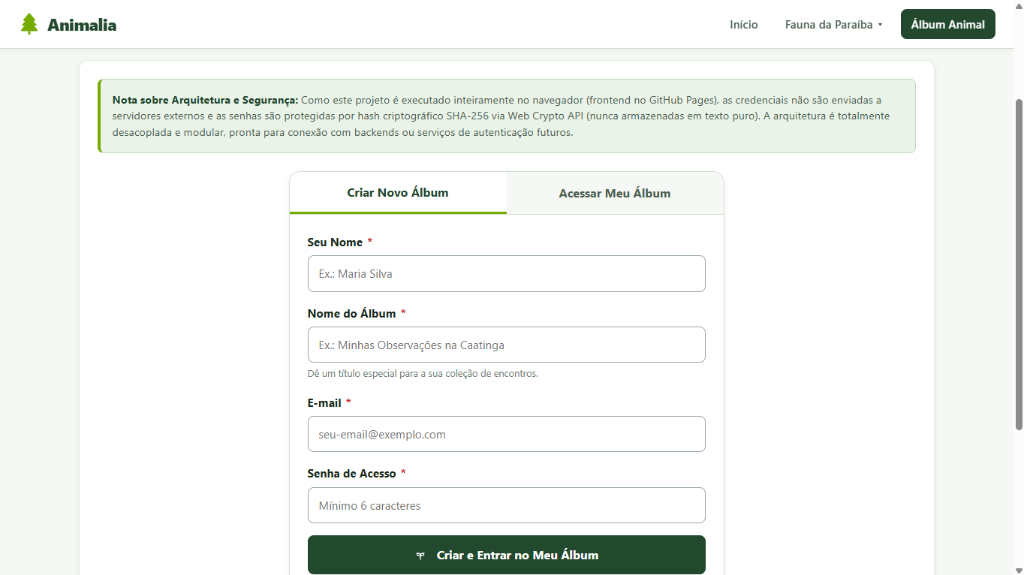 Animalia
Início
Fauna da Paraíba
Álbum Animal
Nota sobre Arquitetura e Segurança: Como este projeto é executado inteiramente no navegador (frontend no GitHub Pages), as credenciais não são enviadas a
servidores externos e as senhas são protegidas por hash criptográfico SHA-256 via Web Crypto API (nunca armazenadas em texto puro). A arquitetura é totalmente
desacoplada e modular, pronta para conexão com backends ou serviços de autenticação futuros.
Criar Novo Álbum
Acessar Meu Álbum
Seu Nome *
Ex.: Maria Silva
Nome do Álbum *
Ex.: Minhas Observações na Caatinga
Dê um título especial para a sua coleção de encontros.
E-mail *
seu-email@exemplo.com
Senha de Acesso *
Mínimo 6 caracteres
Criar e Entrar no Meu Álbum